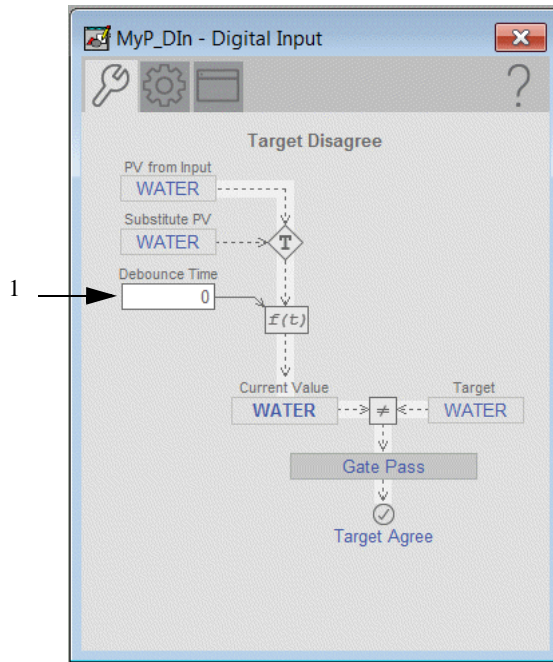 MyP_DIn - Digital Input
?
Target Disagree
PV from Input
WATER
Substitute PV
WATER
T
Debounce Time
1
0
f(t)
Current Value
Target
WATER
≠
WATER
Gate Pass
Target Agree